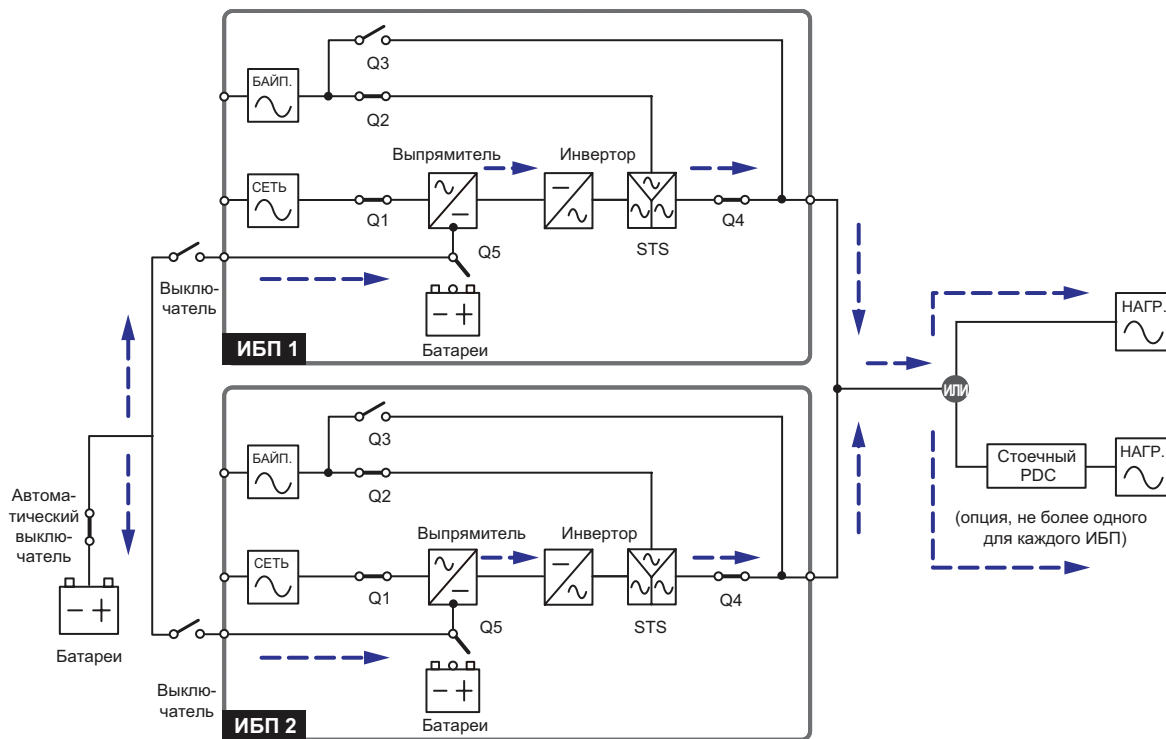 Q3
БАЙП.
Q2
Выпрямитель
Инвертор
СЕТЬ
Q1
Q4
STS
Q5
Выклю-
чатель
− +
Батареи
ИБП 1
НАГР.
ИЛИ
Q3
БАЙП.
Q2
Стоечный
PDC
НАГР.
(опция, не более одного
для каждого ИБП)
Автома-
тический
выклю-
чатель
− +
Батареи
Выпрямитель
Инвертор
СЕТЬ
Q1
Q4
STS
Q5
Выклю-
чатель
− +
Батареи
ИБП 2